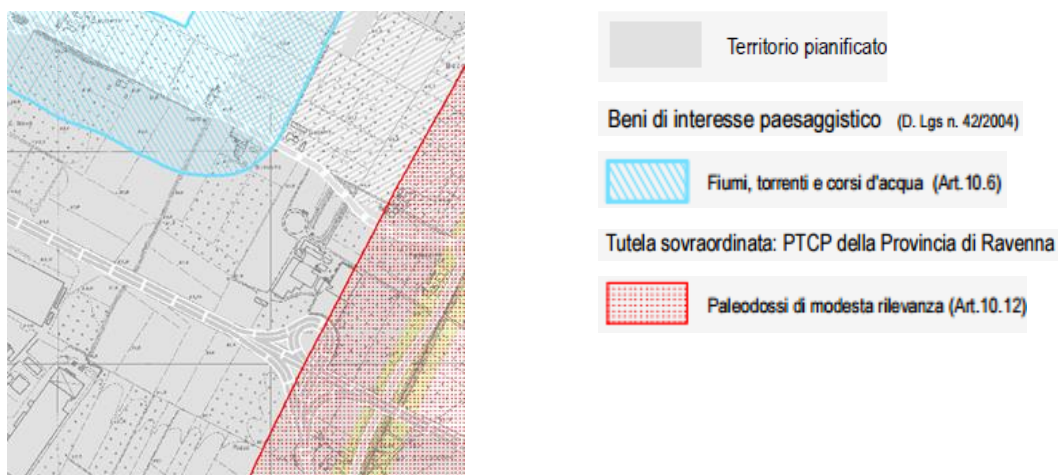 Territorio pianificato
Beni di interesse paesaggistico (D. Lgs n. 42/2004)
Fiumi, torrenti e corsi d'acqua (Art.10.6)
Tutela sovraordinata: PTCP della Provincia di Ravenna
Paleodossi di modesta rilevanza (Art.10.12)